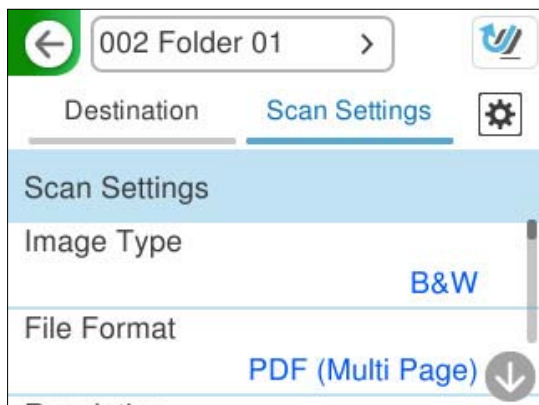 002 Folder 01
Destination Scan Settings
Scan Settings
Image Type
B&W
File Format
PDF (Multi Page)